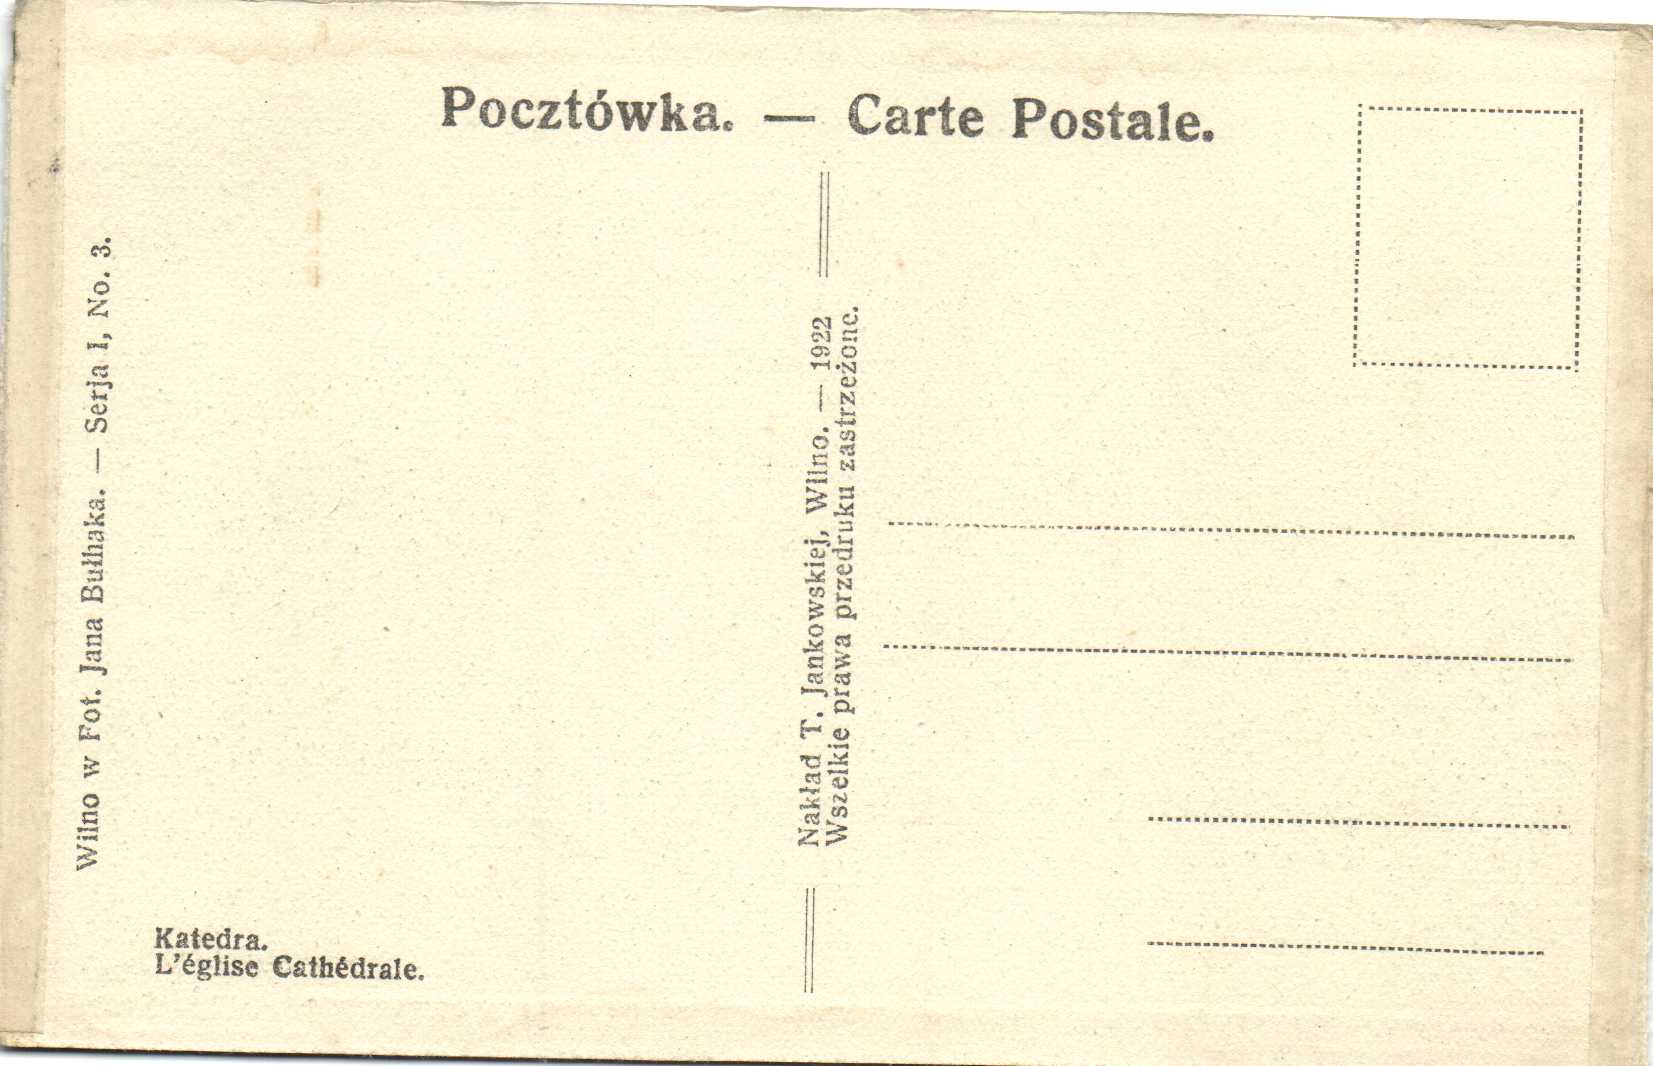 Pocztówka. — Carte Postale.
Wilno w Fot. Jana Bułhaka. — Serja I, No. 3.
Nakład T. Jankowskiej, Wilno. — 1922
Wszelkie prawa przedruku zastrzeżone.
Katedra.
L'église Cathédrale.